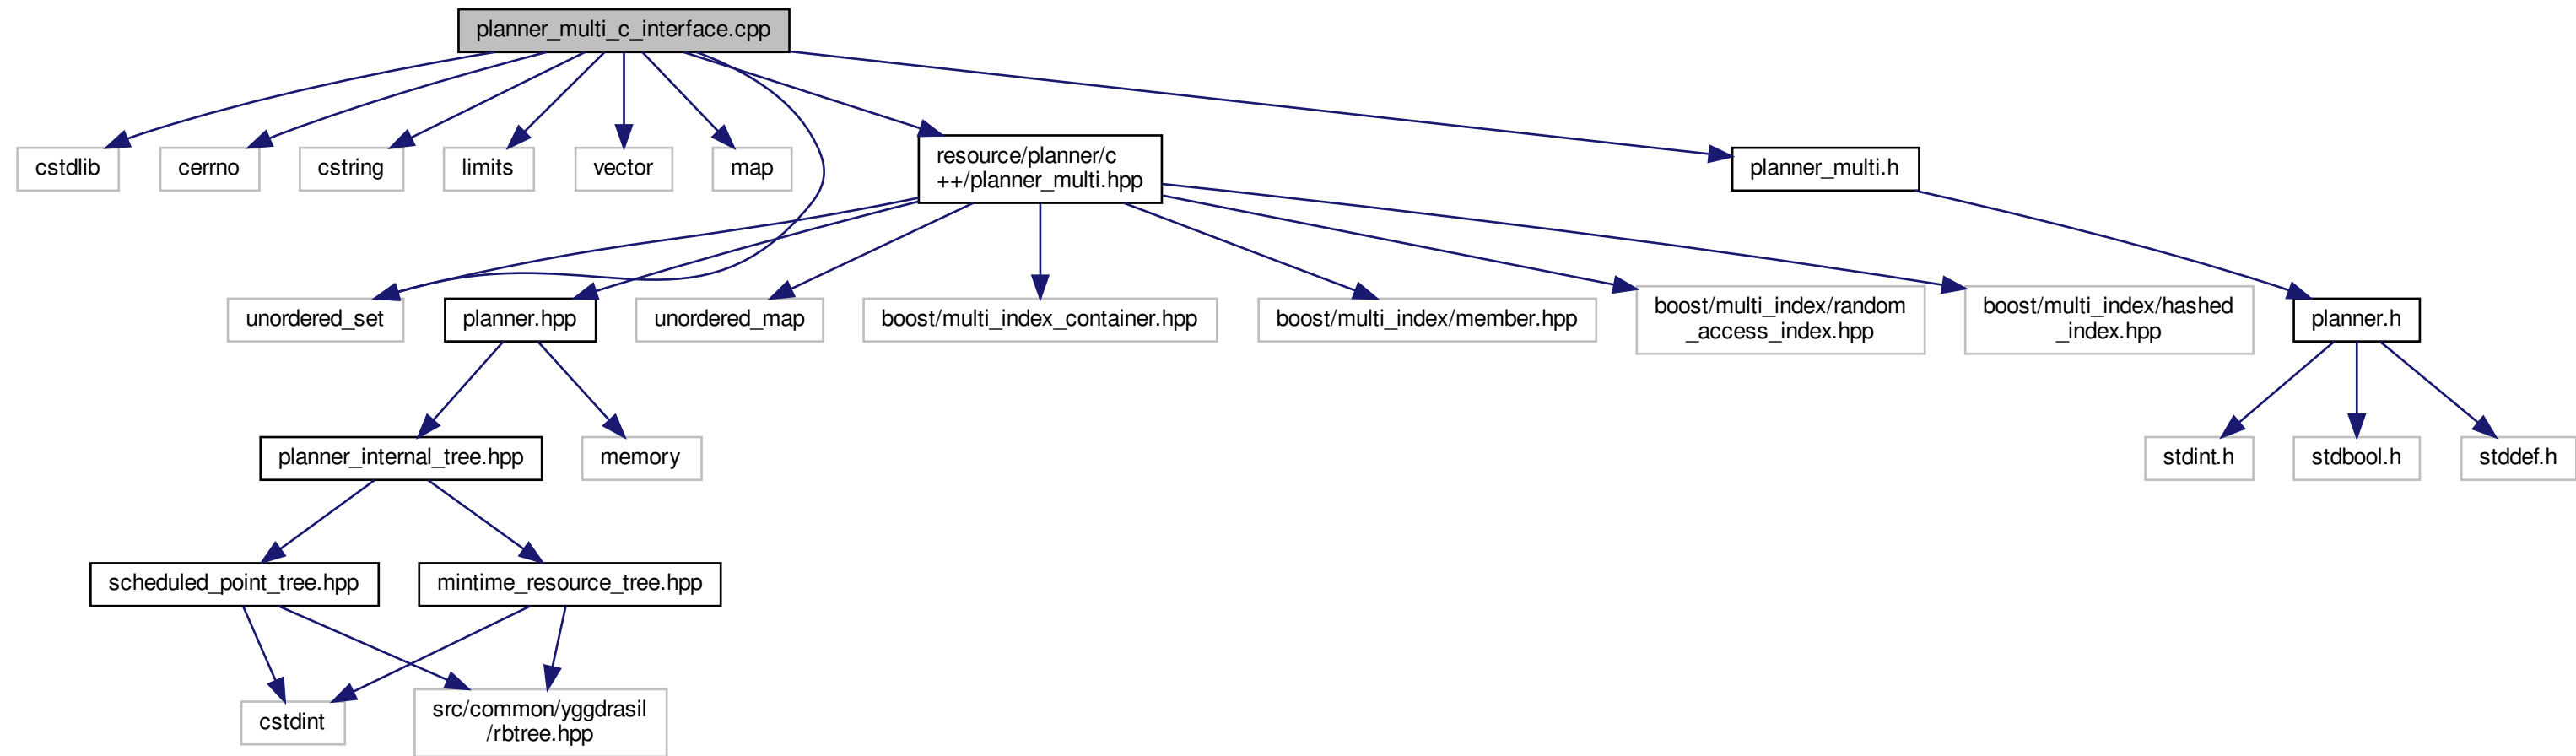 planner_multi_c_interface.cpp
cstdlib
cerrno
cstring
limits
vector
map
resource/planner/c
++/planner_multi.hpp
planner_multi.h
unordered_set
planner.hpp
unordered_map
boost/multi_index_container.hpp
boost/multi_index/member.hpp
boost/multi_index/random
_access_index.hpp
boost/multi_index/hashed
_index.hpp
planner.h
planner_internal_tree.hpp
memory
stdint.h
stdbool.h
stddef.h
scheduled_point_tree.hpp
mintime_resource_tree.hpp
cstdint
src/common/yggdrasil
/rbtree.hpp